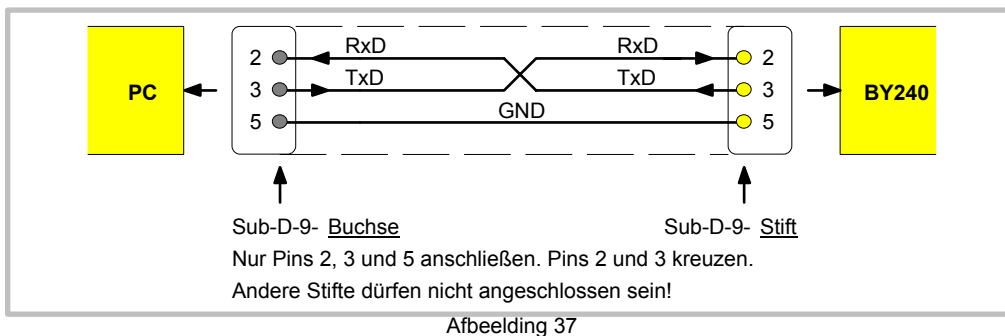 RxD RxD
2 2
PC 3 TxD TxD 3 BY240
GND
5 5
Sub-D-9- Buchse Sub-D-9- Stift
Nur Pins 2, 3 und 5 anschließen. Pins 2 und 3 kreuzen.
Andere Stifte dürfen nicht angeschlossen sein!
Afbeelding 37